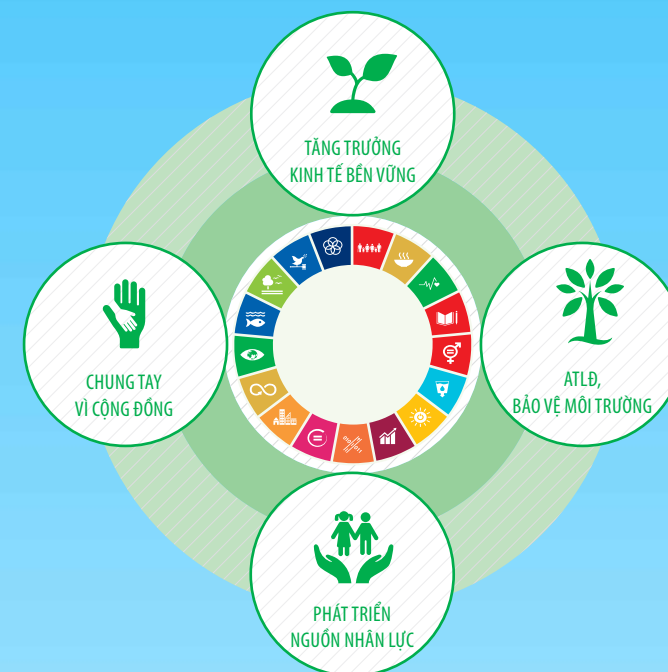 TĂNG TRƯỞNG
KINH TẾ BỀN VỮNG
CHUNG TAY
VÌ CỘNG ĐỒNG
ATLĐ,
BẢO VỆ MÔI TRƯỜNG
PHÁT TRIỂN
NGUỒN NHÂN LỰC